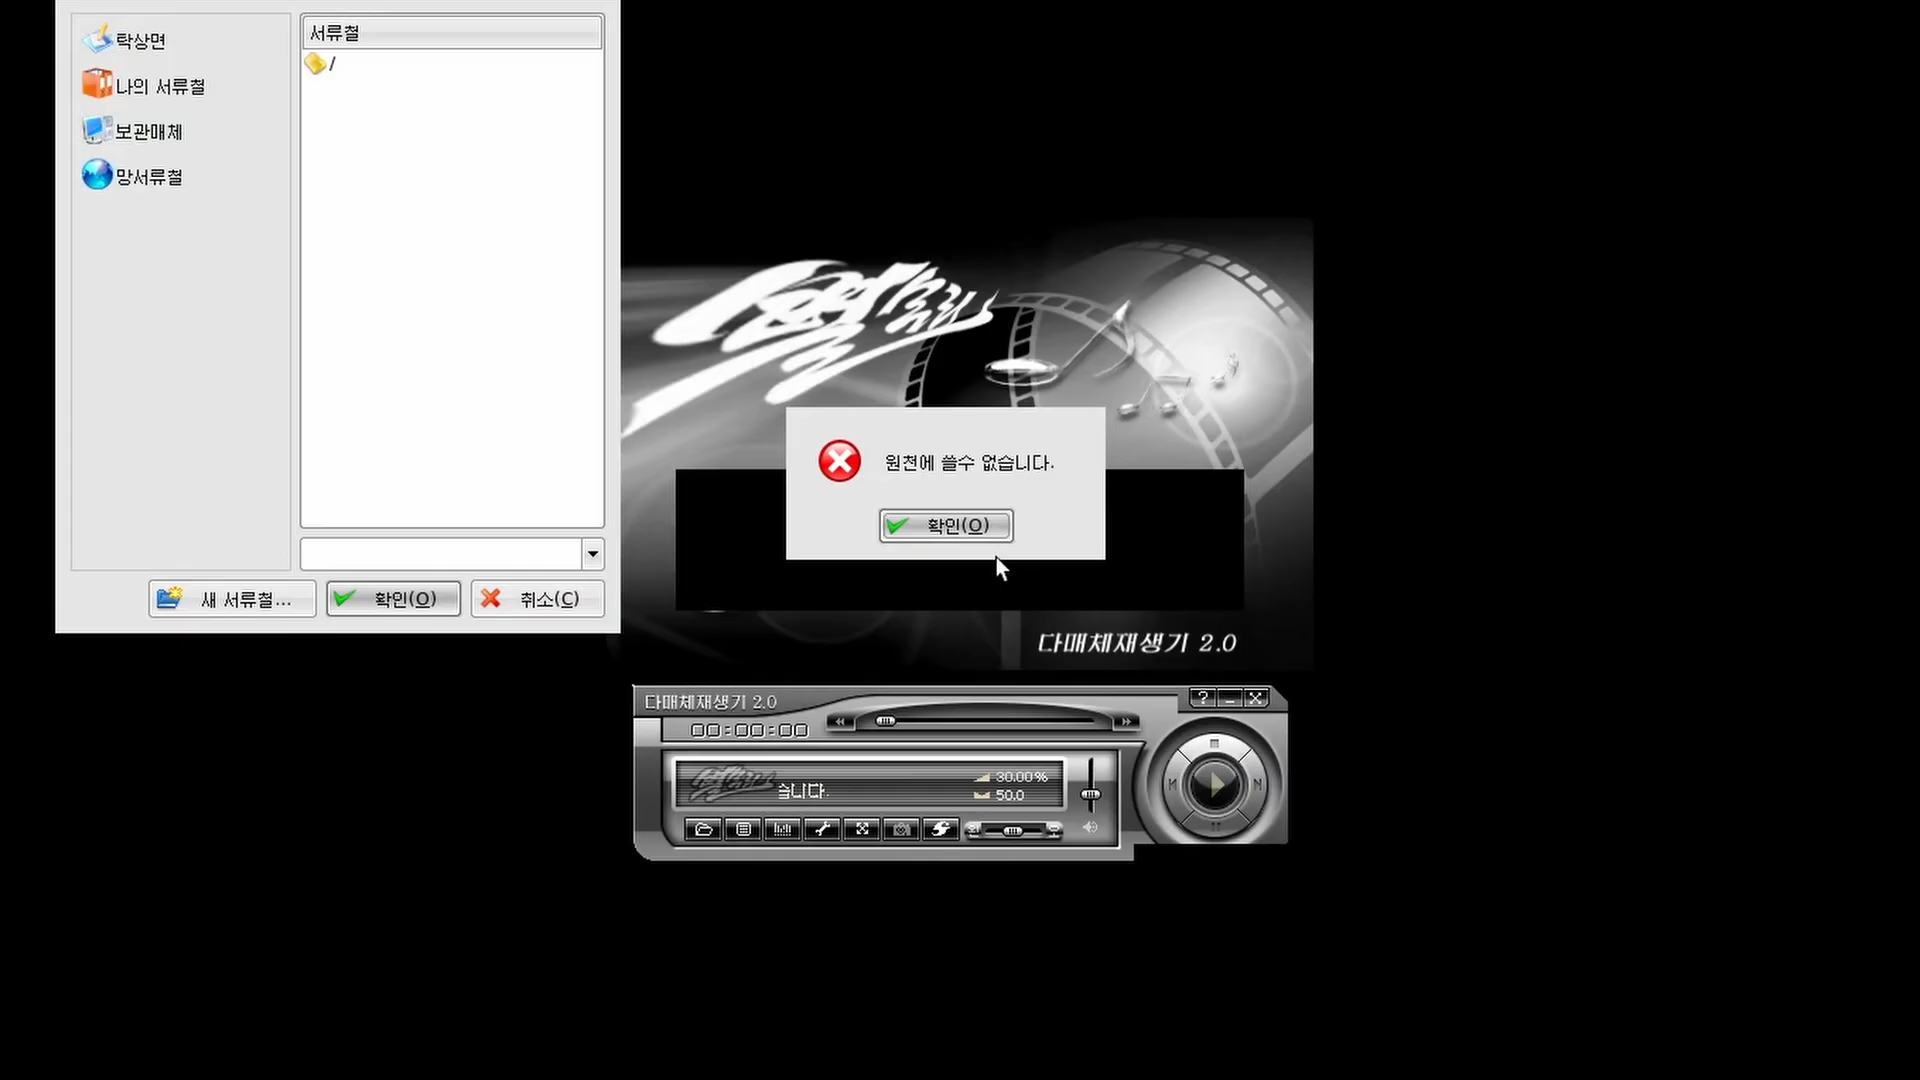 탁상면
나의 서류철
보관매체
망서류철
서류철
/
새 서류철...
확인(O)
취소(C)
원천에 쓸수 없습니다.
확인(O)
다매체재생기 2.0
다매체재생기 2.0
00:00:00
습니다.
30.00%
50.0